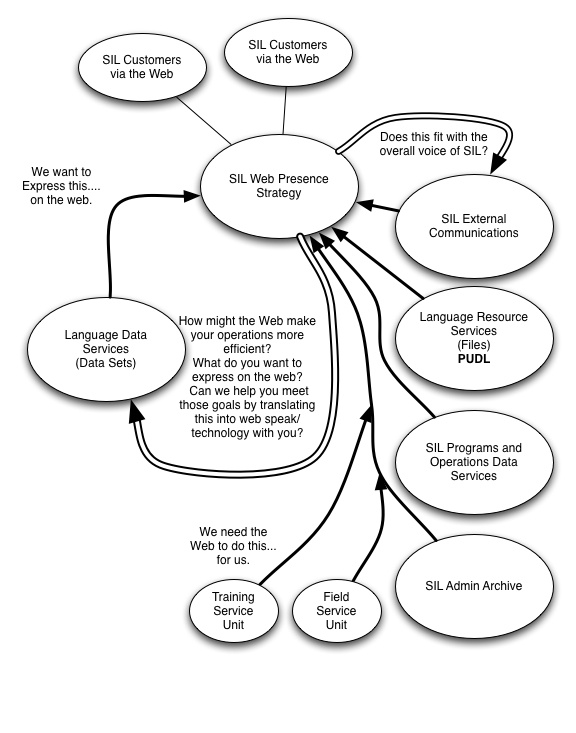 SIL Customers
via the Web
SIL Customers
via the Web
Does this fit with the
overall voice of SIL?
We want to
Express this....
on the web.
SIL Web Presence
Strategy
SIL External
Communications
How might the Web make
your operations more
efficient?
What do you want to
express on the web?
Can we help you meet
those goals by translating
this into web speak/
technology with you?
Language Data
Services
(Data Sets)
Language Resource
Services
(Files)
PUDL
SIL Programs and
Operations Data
Services
We need the
Web to do this...
for us.
SIL Admin Archive
Training
Service
Unit
Field
Service
Unit